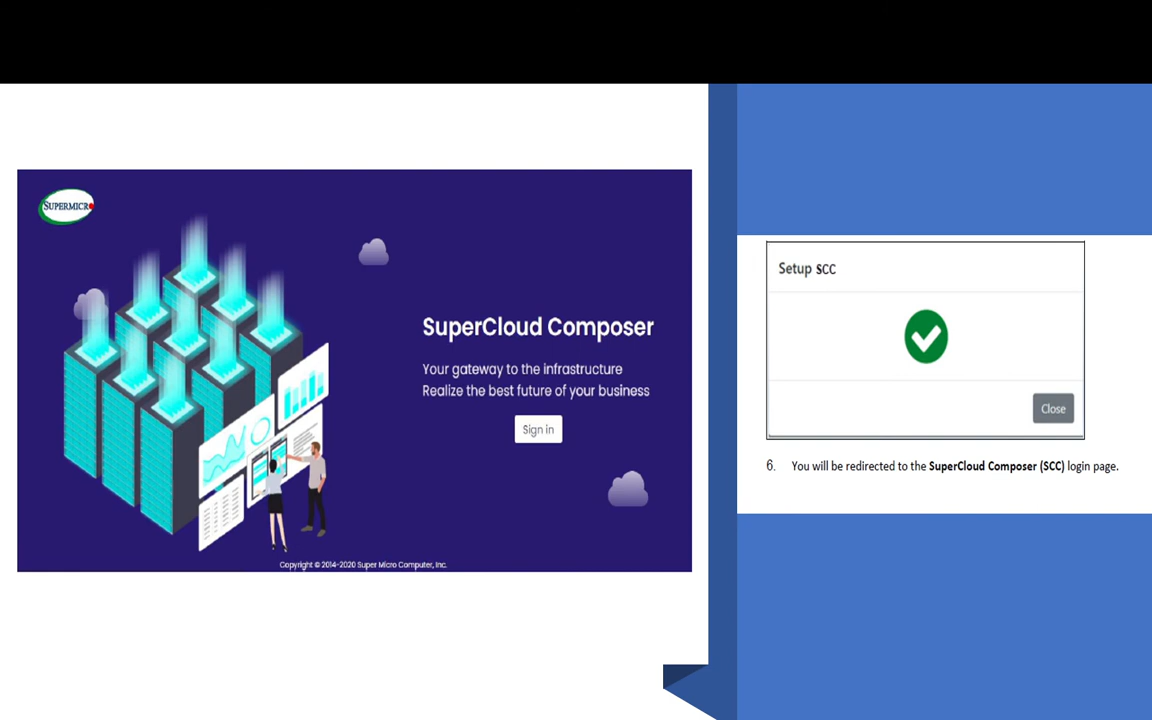 SUPERMICR
SuperCloud Composer
Your gateway to the infrastructure
Realize the best future of your business
Sign in
Copyright © 2014-2020 Super Micro Computer, Inc.
Setup SCC
Close
6. You will be redirected to the SuperCloud Composer (SCC) login page.